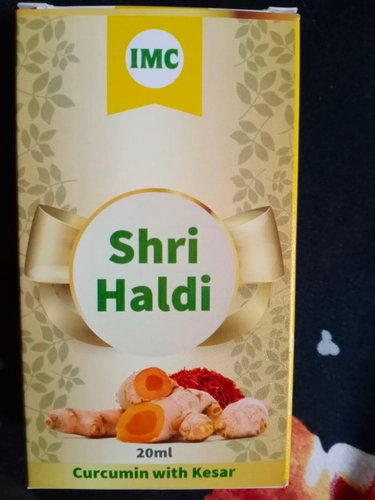 IMC
Shri
Haldi
20ml
Curcumin with Kesar